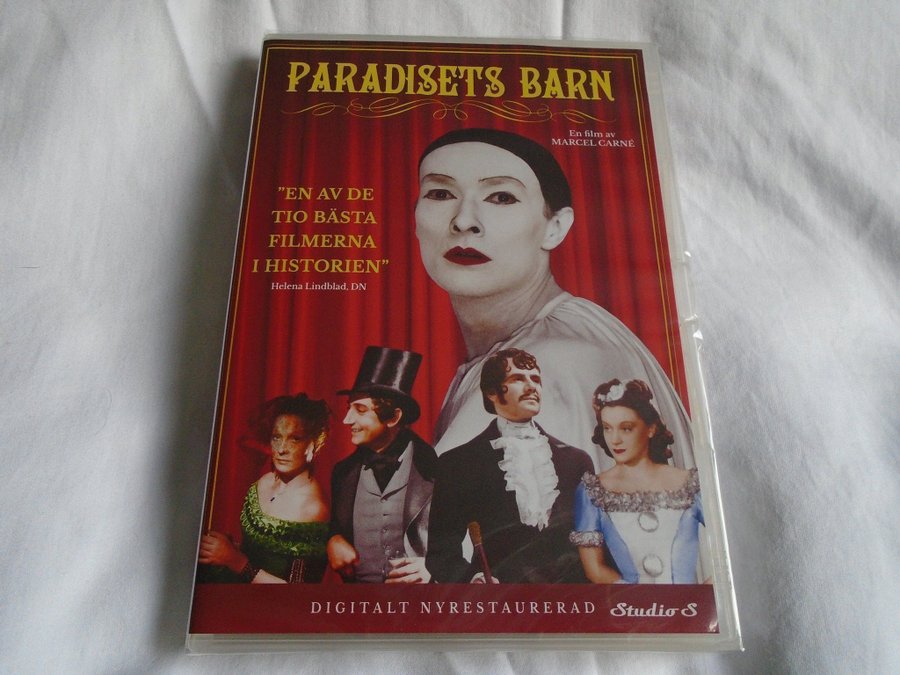 PARADISETS BARN
En film av
MARCEL CARNÉ
”EN AV DE
TIO BÄSTA
FILMERNA
I HISTORIEN”
Helena Lindblad, DN
DIGITALT NYRESTAURERAD Studio S